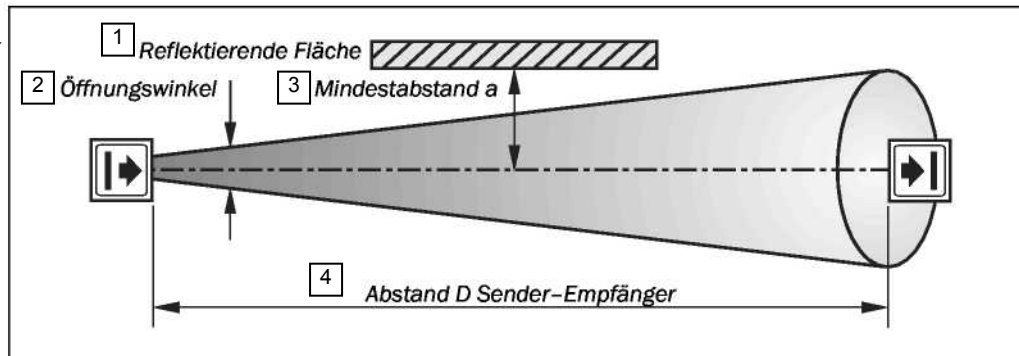 1 Reflektierende Fläche
2 Öffnungswinkel
3 Mindestabstand a
4 Abstand D Sender–Empfänger